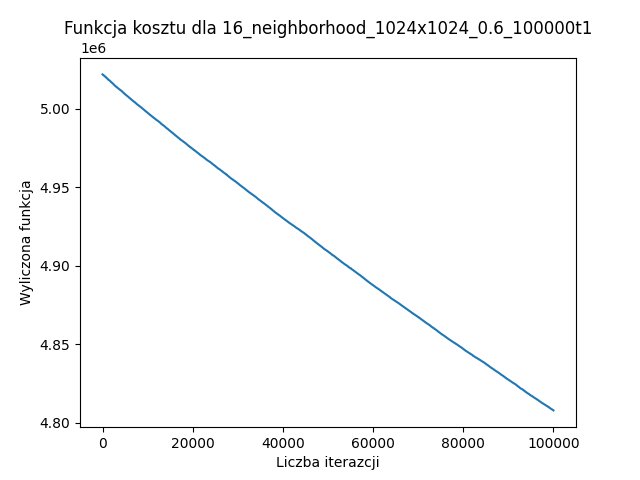 Funkcja kosztu dla 16_neighborhood_1024x1024_0.6_100000t1
1e6
5.00
4.95
4.90
4.85
4.80
Wyliczona funkcja
0 20000 40000 60000 80000 100000
Liczba iterazcji